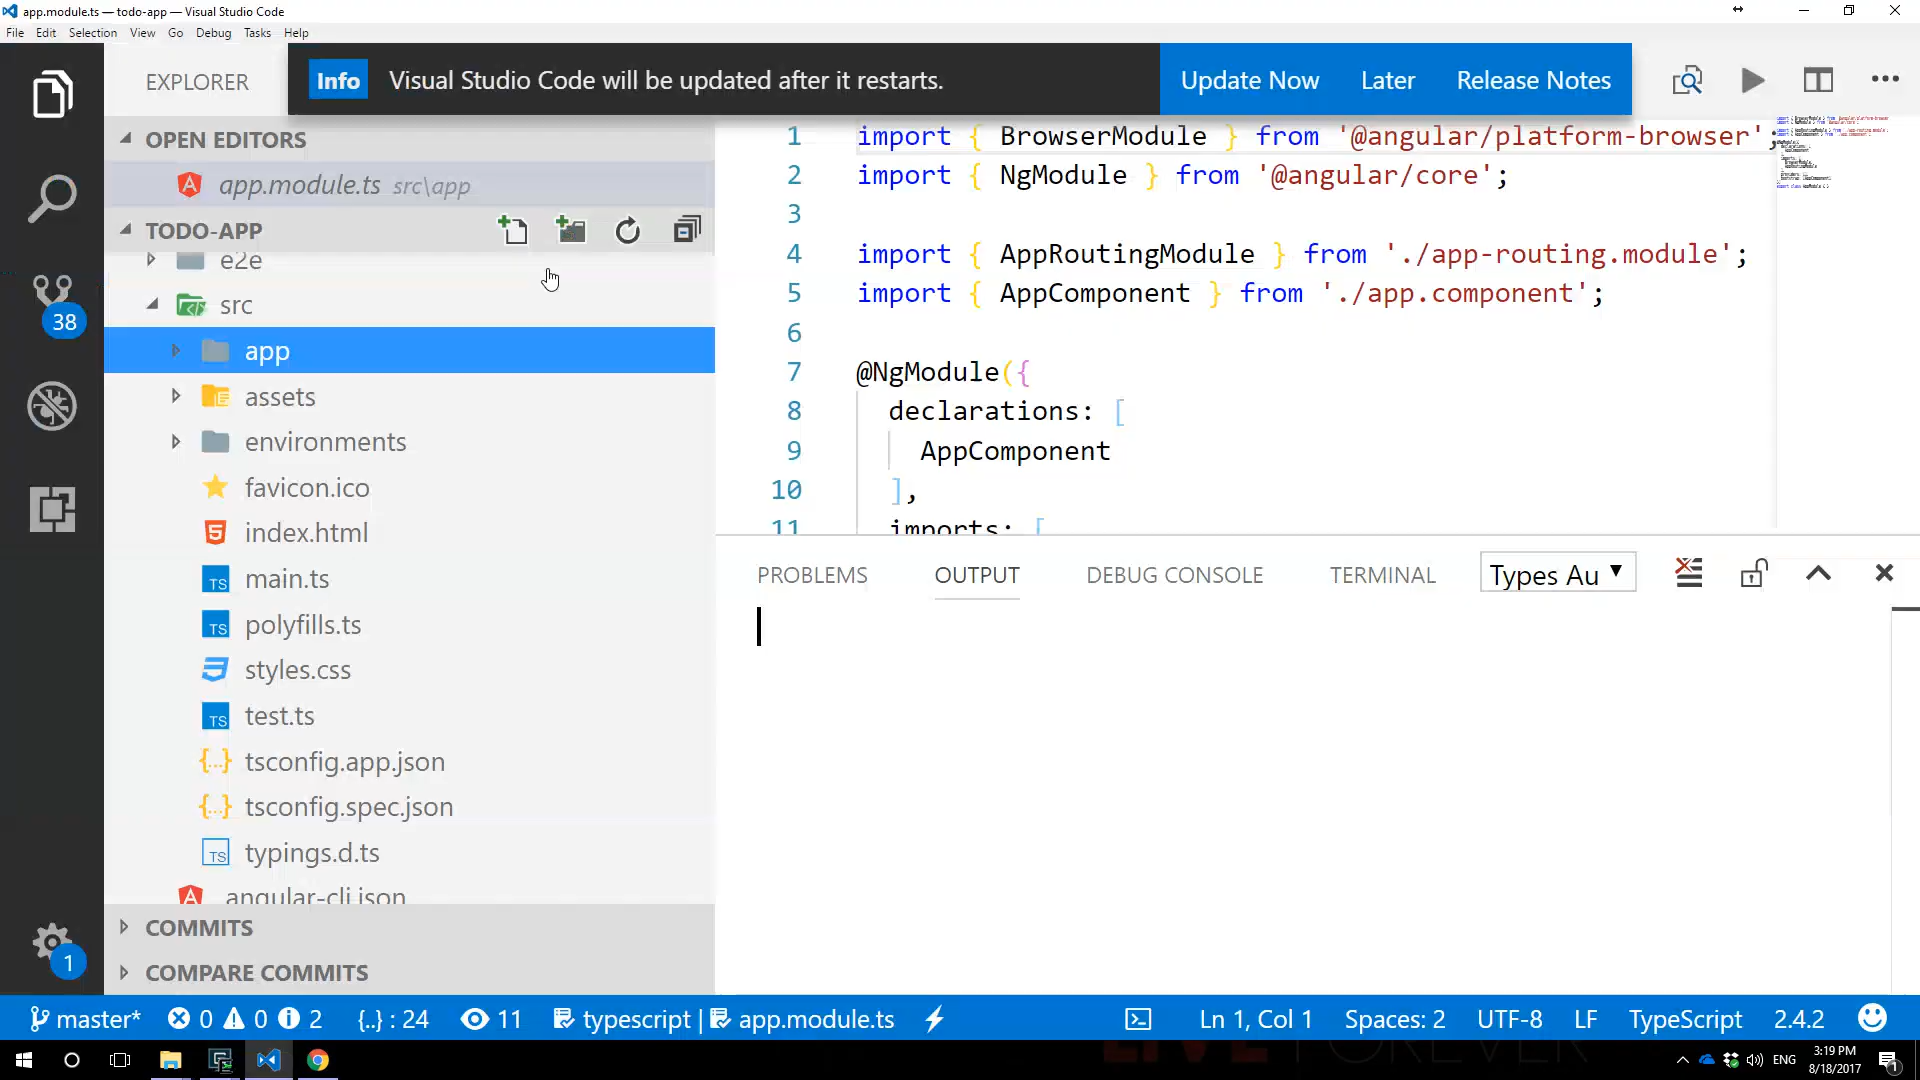 app.module.ts — todo-app — Visual Studio Code
File Edit Selection View Go Debug Tasks Help
EXPLORER
Info Visual Studio Code will be updated after it restarts. Update Now Later Release Notes
OPEN EDITORS
app.module.ts src\app
TODO-APP
e2e
src
app
assets
environments
favicon.ico
index.html
main.ts
polyfills.ts
styles.css
test.ts
tsconfig.app.json
tsconfig.spec.json
typings.d.ts
angular-cli.json
COMMITS
COMPARE COMMITS
38
1
1 import { BrowserModule } from '@angular/platform-browser';
2 import { NgModule } from '@angular/core';
3
4 import { AppRoutingModule } from './app-routing.module';
5 import { AppComponent } from './app.component';
6
7 @NgModule({
8 declarations: [
9 AppComponent
10 ],
11 imports: [
PROBLEMS OUTPUT DEBUG CONSOLE TERMINAL Types Au
master* 0 0 2 {..} : 24 11 typescript | app.module.ts Ln 1, Col 1 Spaces: 2 UTF-8 LF TypeScript 2.4.2
ENG 3:19 PM
8/18/2017
1